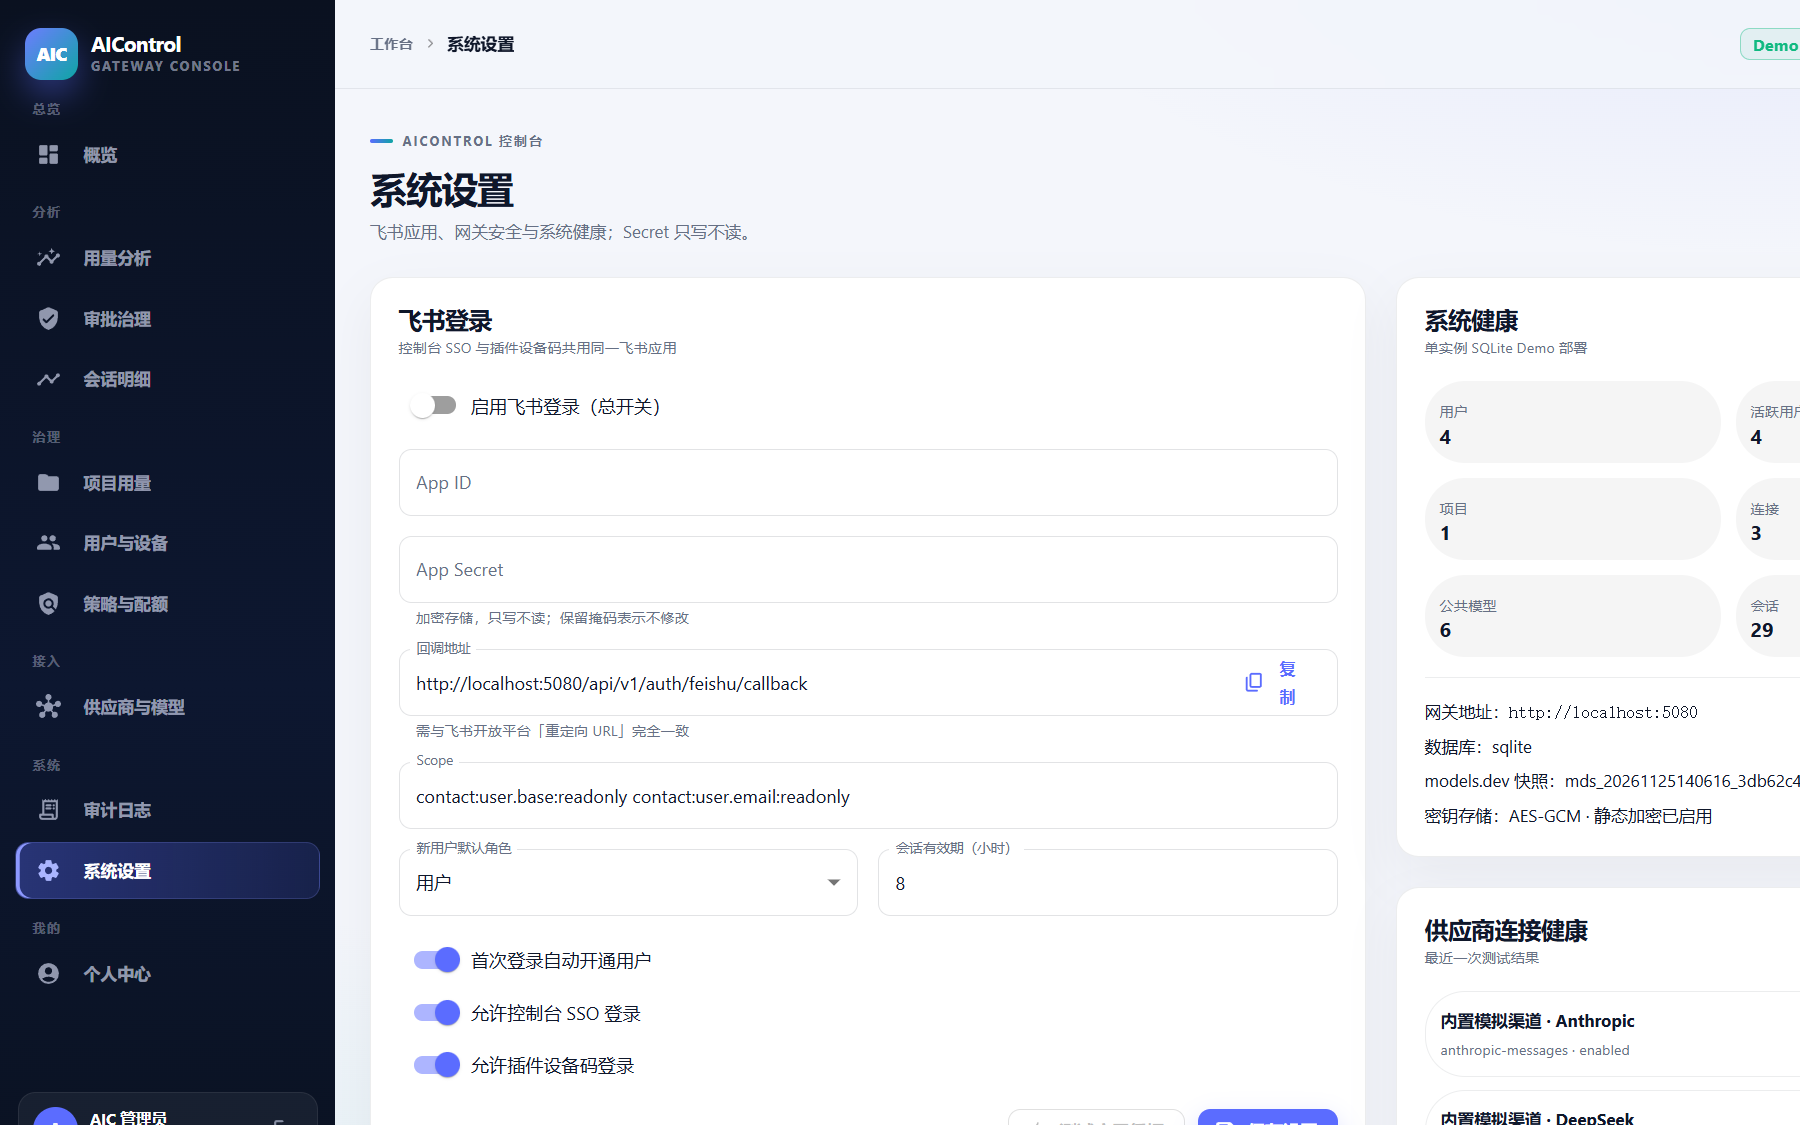 AIC
AIControl
GATEWAY CONSOLE
总览
概览
分析
用量分析
审批治理
会话明细
治理
项目用量
用户与设备
策略与配额
接入
供应商与模型
系统
审计日志
系统设置
我的
个人中心
AIC 管理员
工作台 › 系统设置
Demo
AICONTROL 控制台
系统设置
飞书应用、网关安全与系统健康；Secret 只写不读。
飞书登录
控制台 SSO 与插件设备码共用同一飞书应用
启用飞书登录（总开关）
App ID
App Secret
加密存储，只写不读；保留掩码表示不修改
回调地址
http://localhost:5080/api/v1/auth/feishu/callback
复制
需与飞书开放平台「重定向 URL」完全一致
Scope
contact:user.base:readonly contact:user.email:readonly
新用户默认角色
用户
会话有效期（小时）
8
首次登录自动开通用户
允许控制台 SSO 登录
允许插件设备码登录
系统健康
单实例 SQLite Demo 部署
用户
4
活跃用户
4
项目
1
连接
3
公共模型
6
会话
29
网关地址：http://localhost:5080
数据库：sqlite
models.dev 快照：mds_20261125140616_3db62c4
密钥存储：AES-GCM · 静态加密已启用
供应商连接健康
最近一次测试结果
内置模拟渠道 · Anthropic
anthropic-messages · enabled
内置模拟渠道 · DeepSeek